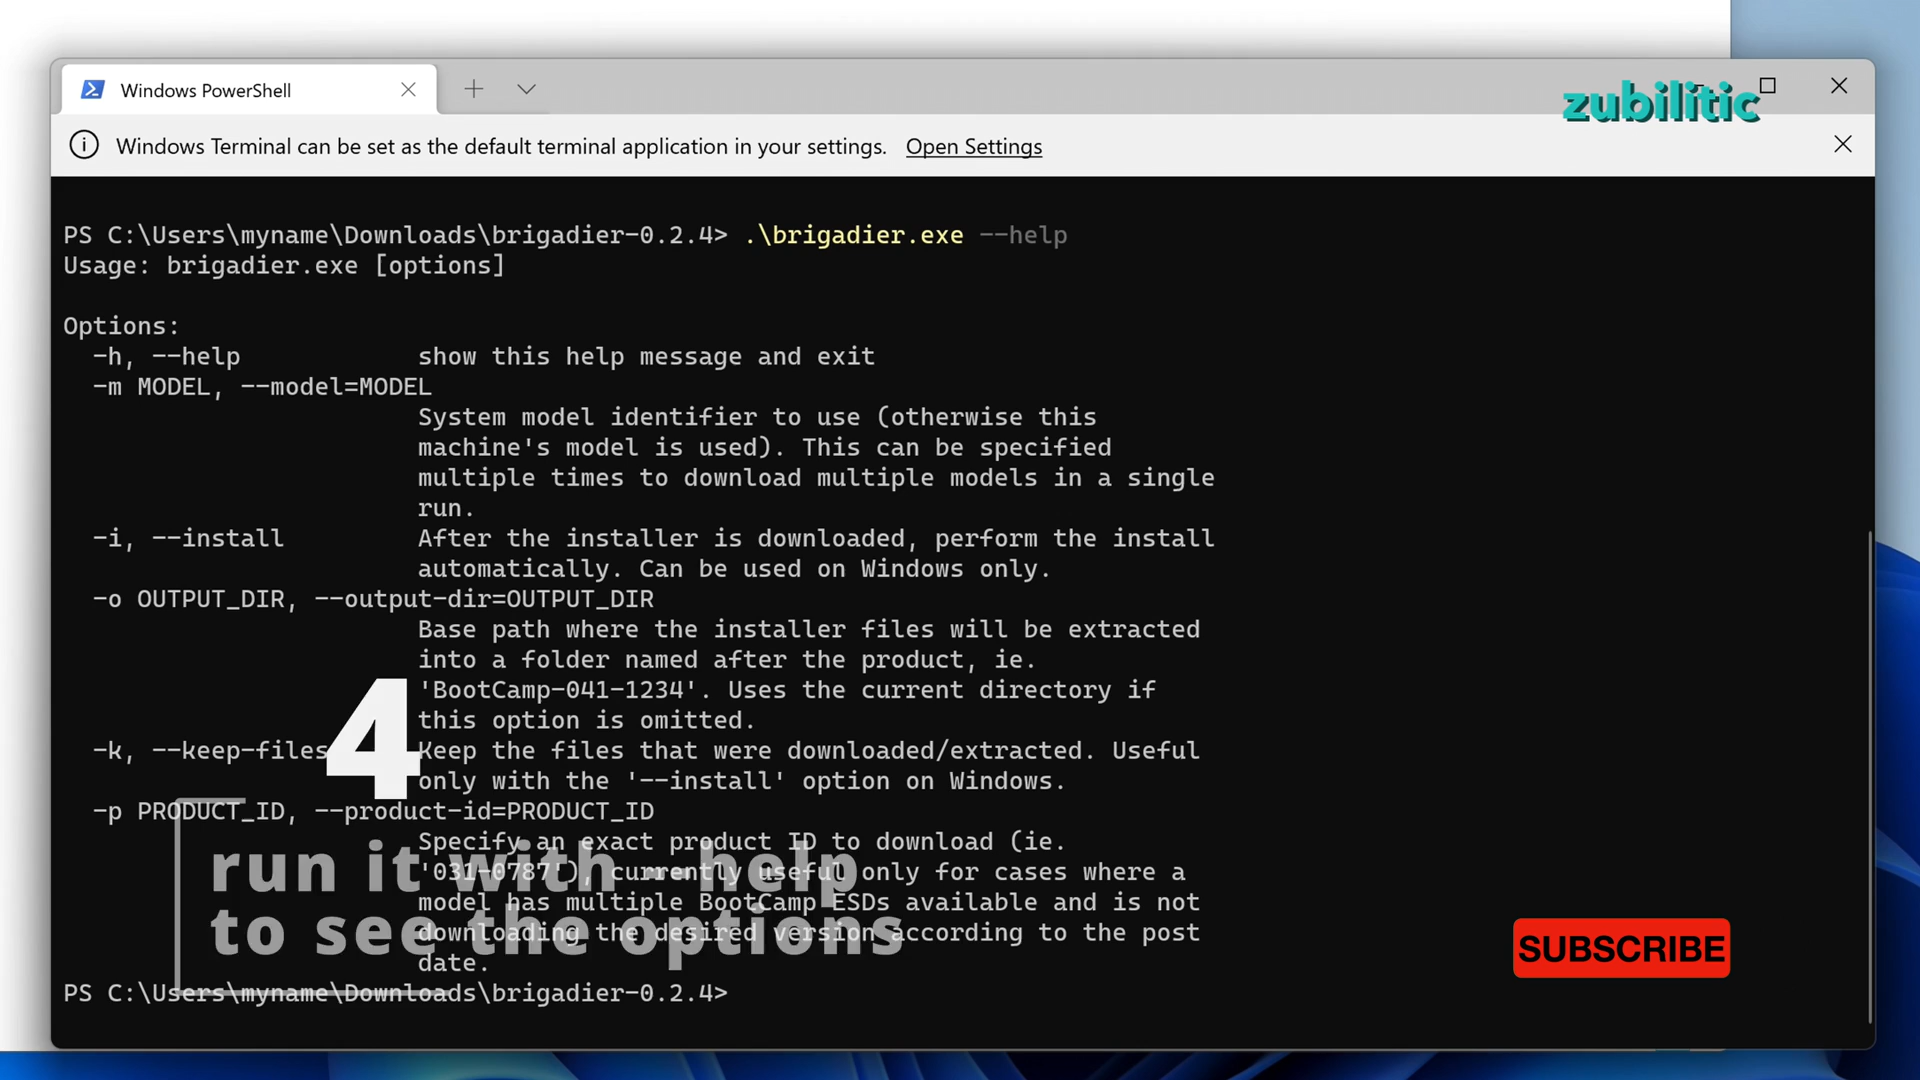 Windows PowerShell
zubilitic
Windows Terminal can be set as the default terminal application in your settings. Open Settings
PS C:\Users\myname\Downloads\brigadier-0.2.4> .\brigadier.exe --help
Usage: brigadier.exe [options]
Options:
-h, --help show this help message and exit
-m MODEL, --model=MODEL
System model identifier to use (otherwise this
machine's model is used). This can be specified
multiple times to download multiple models in a single
run.
-i, --install After the installer is downloaded, perform the install
automatically. Can be used on Windows only.
-o OUTPUT_DIR, --output-dir=OUTPUT_DIR
Base path where the installer files will be extracted
into a folder named after the product, ie.
'BootCamp-041-1234'. Uses the current directory if
this option is omitted.
-k, --keep-files Keep the files that were downloaded/extracted. Useful
only with the '--install' option on Windows.
-p PRODUCT_ID, --product-id=PRODUCT_ID
Specify an exact product ID to download (ie.
'031-0787'), currently useful only for cases where a
model has multiple BootCamp ESDs available and is not
downloading the desired version according to the post
date.
PS C:\Users\myname\Downloads\brigadier-0.2.4>
4
run it with --help
to see the options
SUBSCRIBE